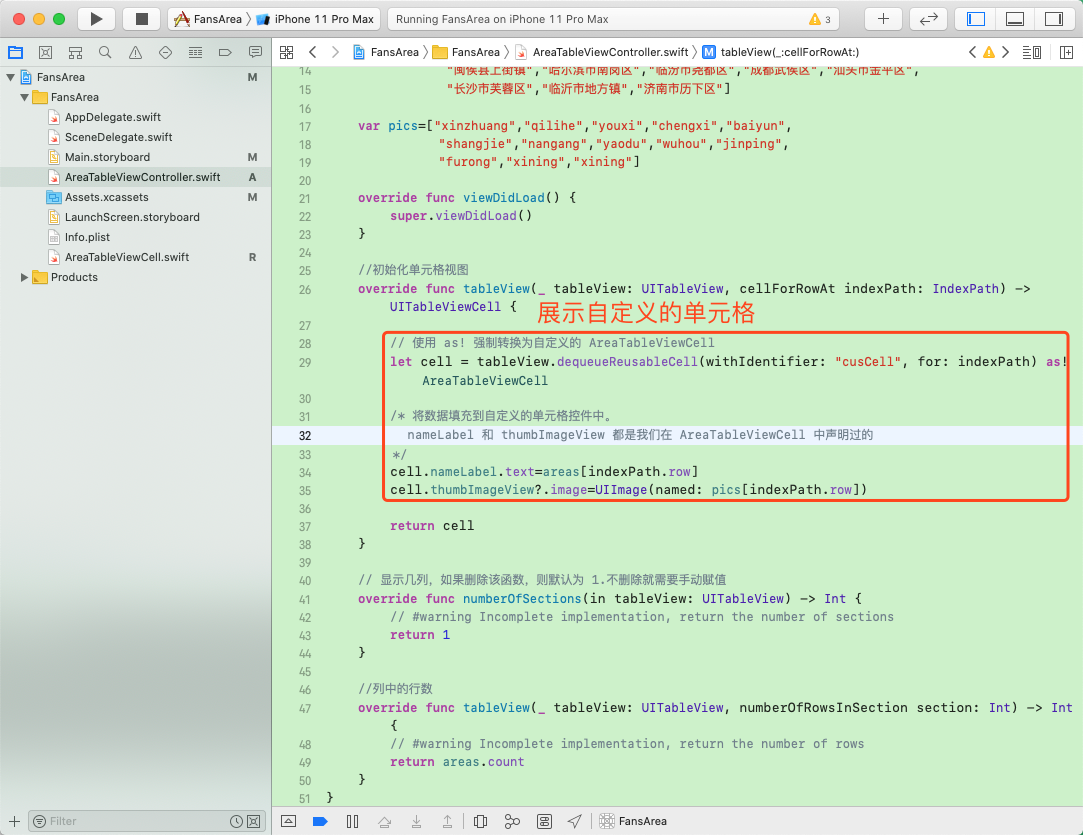 FansArea
iPhone 11 Pro Max
Running FansArea on iPhone 11 Pro Max
3
FansArea
FansArea
AreaTableViewController.swift
M
tableView(_:cellForRowAt:)
FansArea M
FansArea
AppDelegate.swift
SceneDelegate.swift
Main.storyboard M
AreaTableViewController.swift A
Assets.xcassets M
LaunchScreen.storyboard
Info.plist
AreaTableViewCell.swift R
Products
14 "闽侯县上街镇","哈尔滨市南岗区","临汾市尧都区","成都武侯区","汕头市金平区",
15 "长沙市芙蓉区","临沂市地方镇","济南市历下区"]
16
17 var pics=["xinzhuang","qilihe","youxi","chengxi","baiyun",
18 "shangjie","nangang","yaodu","wuhou","jinping",
19 "furong","xining","xining"]
20
21 override func viewDidLoad() {
22 super.viewDidLoad()
23 }
24
25 //初始化单元格视图
26 override func tableView(_ tableView: UITableView, cellForRowAt indexPath: IndexPath) ->
UITableViewCell {
展示自定义的单元格
27
28 // 使用 as! 强制转换为自定义的 AreaTableViewCell
29 let cell = tableView.dequeueReusableCell(withIdentifier: "cusCell", for: indexPath) as!
AreaTableViewCell
30
31 /* 将数据填充到自定义的单元格控件中。
32 nameLabel 和 thumbImageView 都是我们在 AreaTableViewCell 中声明过的
33 */
34 cell.nameLabel.text=areas[indexPath.row]
35 cell.thumbImageView?.image=UIImage(named: pics[indexPath.row])
36
37 return cell
38 }
39
40 // 显示几列，如果删除该函数，则默认为 1.不删除就需要手动赋值
41 override func numberOfSections(in tableView: UITableView) -> Int {
42 // #warning Incomplete implementation, return the number of sections
43 return 1
44 }
45
46 //列中的行数
47 override func tableView(_ tableView: UITableView, numberOfRowsInSection section: Int) -> Int
{
48 // #warning Incomplete implementation, return the number of rows
49 return areas.count
50 }
51 }
Filter
FansArea